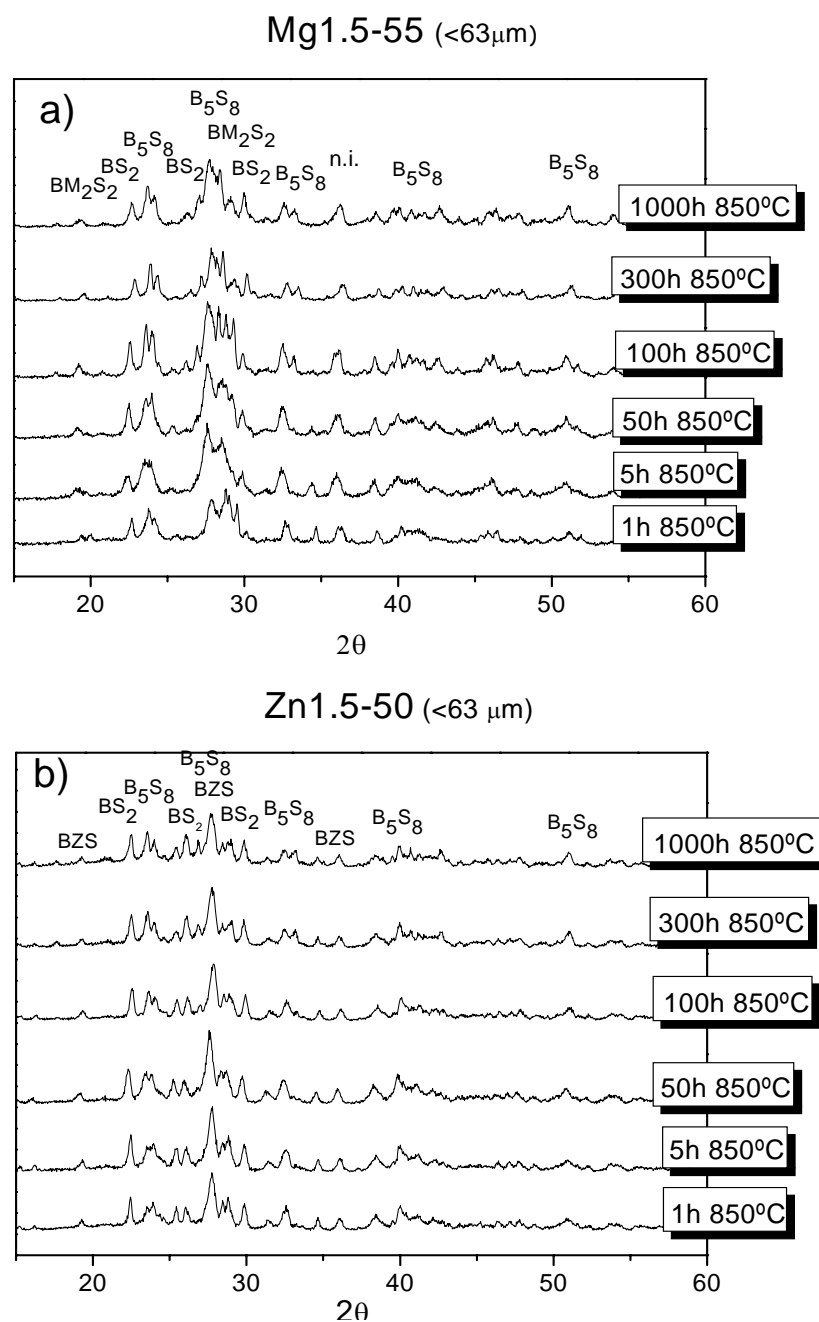 Mg1.5-55 (<63μm)
a)
B5S8
BM2S2
B5S8
BS2
BS2
BS2
BM2S2
B5S8
n.i.
B5S8
B5S8
1000h 850ºC
300h 850ºC
100h 850ºC
50h 850ºC
5h 850ºC
1h 850ºC
20 30 40 50 60
2θ
Zn1.5-50 (<63 μm)
b)
B5S8
BZS
B5S8
BS2
BS2
BS2
BZS
B5S8
BZS
B5S8
B5S8
1000h 850ºC
300h 850ºC
100h 850ºC
50h 850ºC
5h 850ºC
1h 850ºC
20 30 40 50 60
2θ